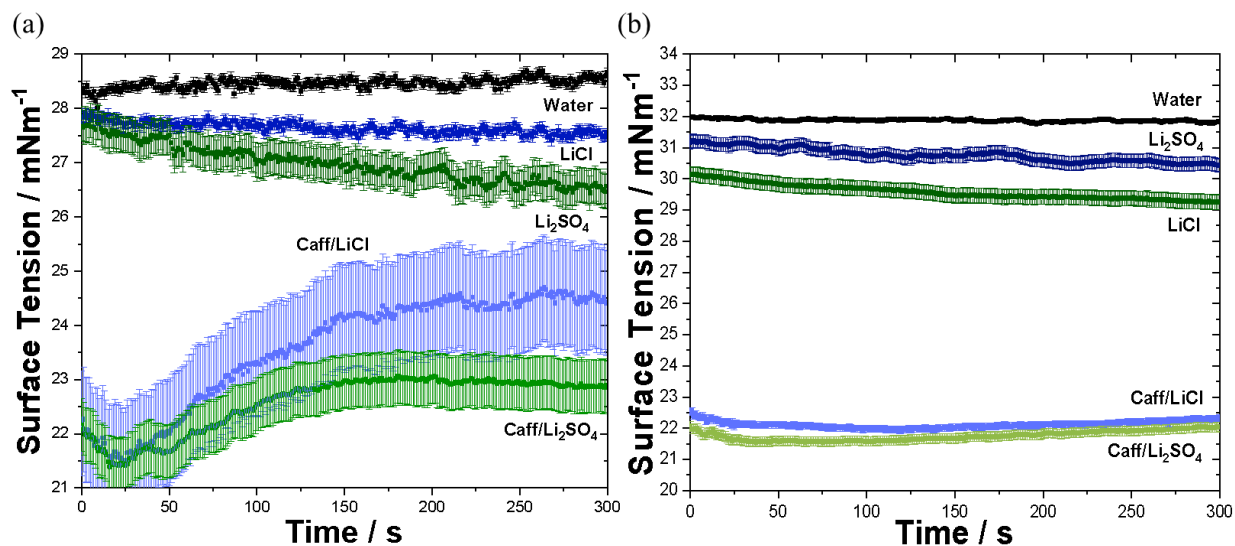 (a)
29
28
27
26
25
24
23
22
21
Surface Tension / mNm⁻¹
Water
LiCl
Li₂SO₄
Caff/LiCl
Caff/Li₂SO₄
0 50 100 150 200 250 300
Time / s
(b)
34
33
32
31
30
29
28
27
26
25
24
23
22
21
20
Surface Tension / mNm⁻¹
Water
Li₂SO₄
LiCl
Caff/LiCl
Caff/Li₂SO₄
0 50 100 150 200 250 300
Time / s